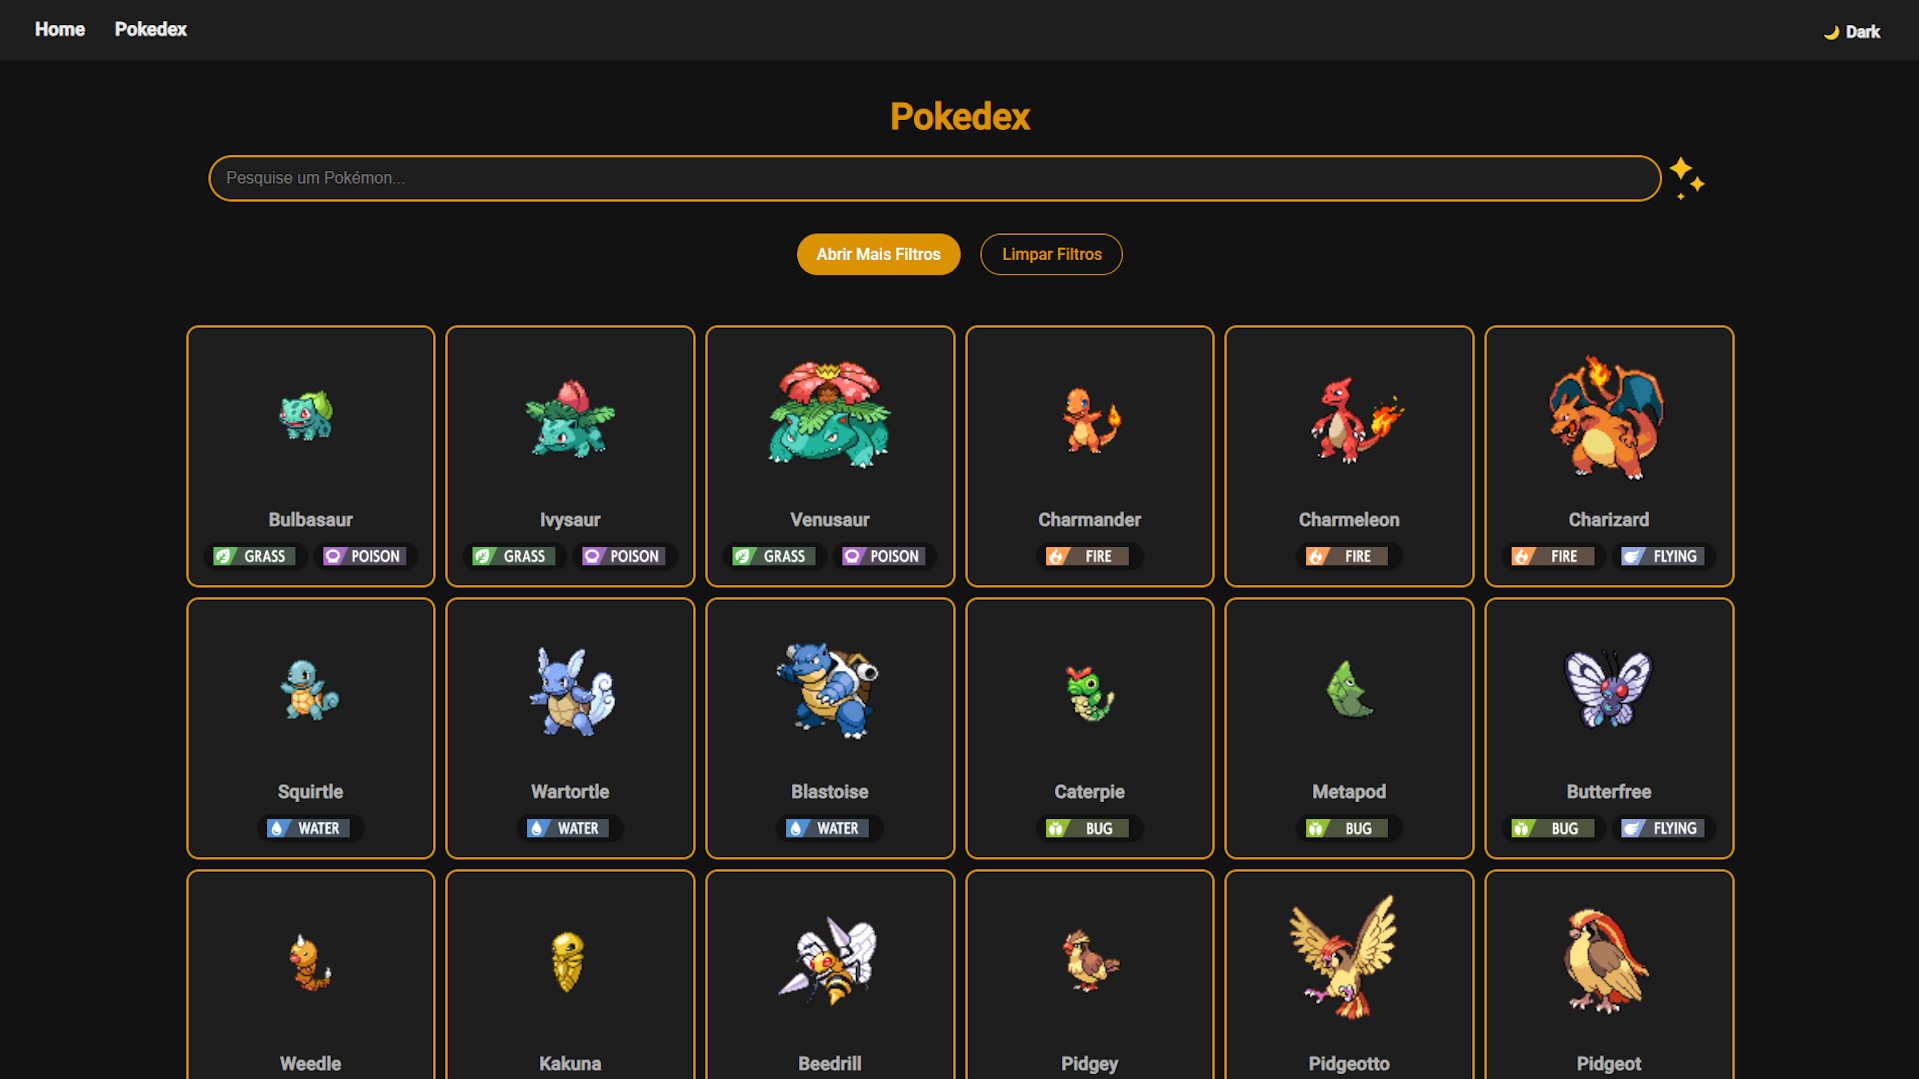 Home Pokedex Dark
Pokedex
Pesquise um Pokémon...
Abrir Mais Filtros Limpar Filtros
Bulbasaur Ivysaur Venusaur Charmander Charmeleon Charizard
GRASS POISON GRASS POISON GRASS POISON FIRE FIRE FIRE FLYING
Squirtle Wartortle Blastoise Caterpie Metapod Butterfree
WATER WATER WATER BUG BUG BUG FLYING
Weedle Kakuna Beedrill Pidgey Pidgeotto Pidgeot